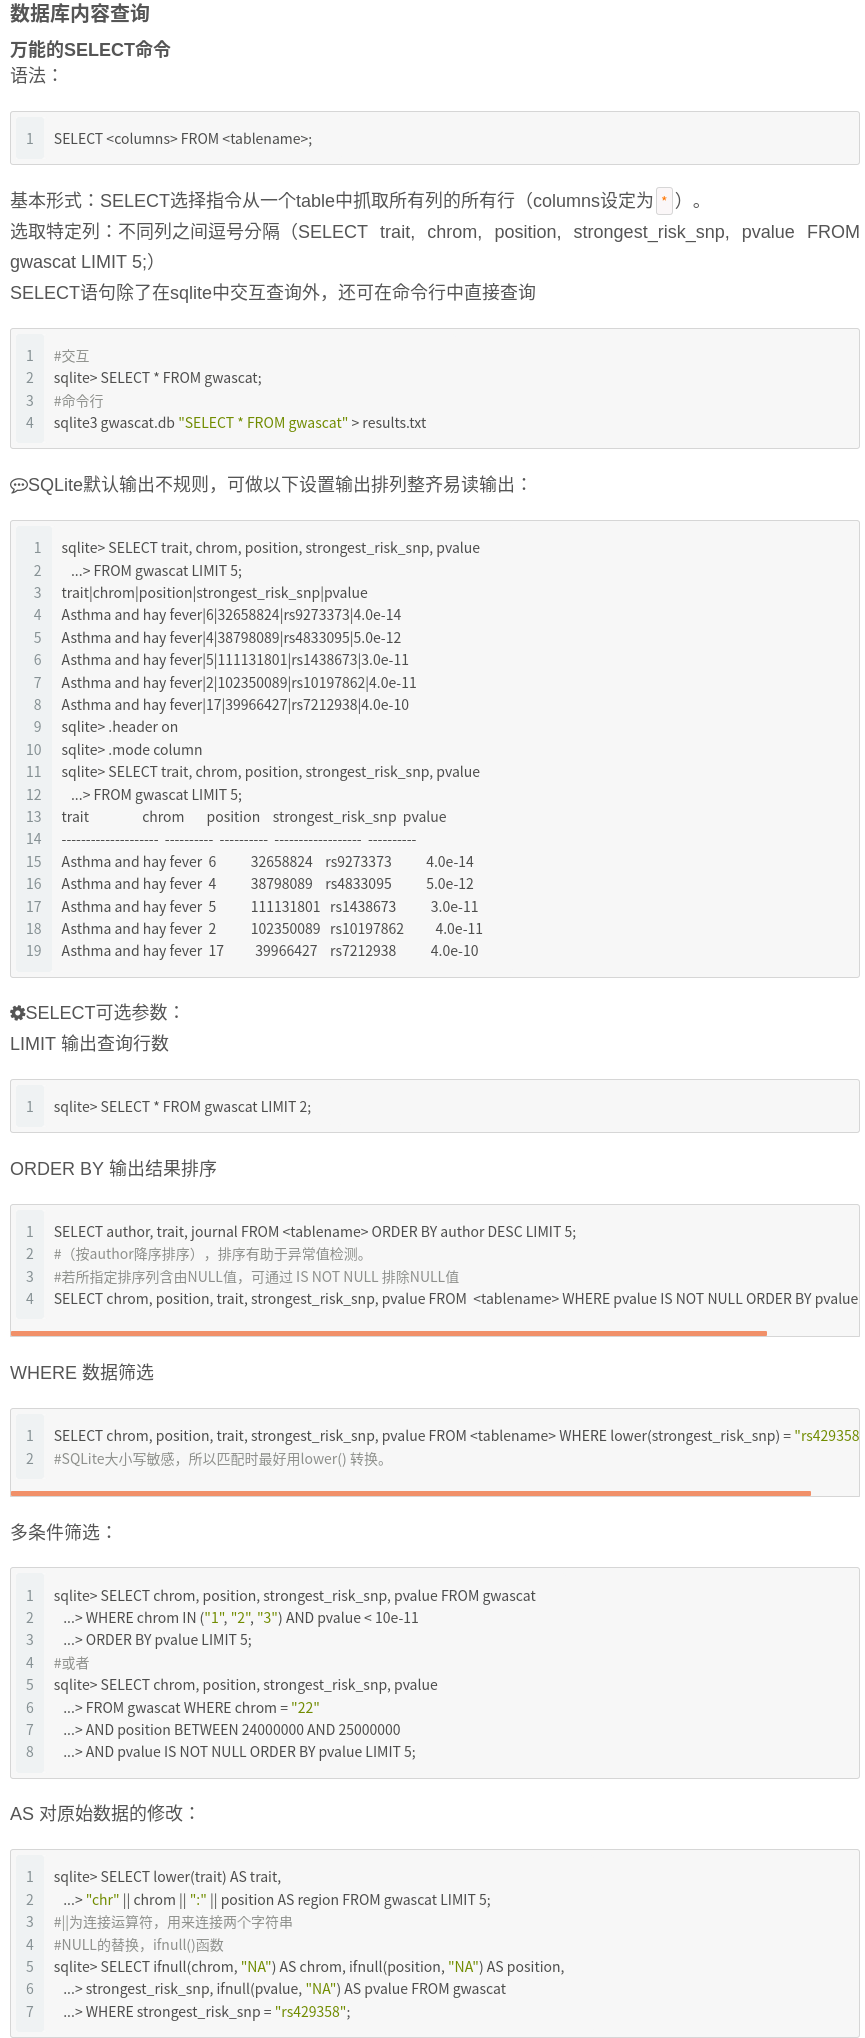 数据库内容查询
万能的SELECT命令
语法：
1 SELECT <columns> FROM <tablename>;
基本形式：SELECT选择指令从一个table中抓取所有列的所有行（columns设定为 * ）。
选取特定列：不同列之间逗号分隔（SELECT trait, chrom, position, strongest_risk_snp, pvalue FROM
gwascat LIMIT 5;）
SELECT语句除了在sqlite中交互查询外，还可在命令行中直接查询
1 #交互
2 sqlite> SELECT * FROM gwascat;
3 #命令行
4 sqlite3 gwascat.db "SELECT * FROM gwascat" > results.txt
SQLite默认输出不规则，可做以下设置输出排列整齐易读输出：
1 sqlite> SELECT trait, chrom, position, strongest_risk_snp, pvalue
2    ...> FROM gwascat LIMIT 5;
3 trait|chrom|position|strongest_risk_snp|pvalue
4 Asthma and hay fever|6|32658824|rs9273373|4.0e-14
5 Asthma and hay fever|4|38798089|rs4833095|5.0e-12
6 Asthma and hay fever|5|111131801|rs1438673|3.0e-11
7 Asthma and hay fever|2|102350089|rs10197862|4.0e-11
8 Asthma and hay fever|17|39966427|rs7212938|4.0e-10
9 sqlite> .header on
10 sqlite> .mode column
11 sqlite> SELECT trait, chrom, position, strongest_risk_snp, pvalue
12    ...> FROM gwascat LIMIT 5;
13 trait                 chrom       position    strongest_risk_snp  pvalue
14 --------------------  ----------  ----------  ------------------  ----------
15 Asthma and hay fever  6           32658824    rs9273373           4.0e-14
16 Asthma and hay fever  4           38798089    rs4833095           5.0e-12
17 Asthma and hay fever  5           111131801   rs1438673           3.0e-11
18 Asthma and hay fever  2           102350089   rs10197862          4.0e-11
19 Asthma and hay fever  17          39966427    rs7212938           4.0e-10
SELECT可选参数：
LIMIT 输出查询行数
1 sqlite> SELECT * FROM gwascat LIMIT 2;
ORDER BY 输出结果排序
1 SELECT author, trait, journal FROM <tablename> ORDER BY author DESC LIMIT 5;
2 #（按author降序排序），排序有助于异常值检测。
3 #若所指定排序列含由NULL值，可通过 IS NOT NULL 排除NULL值
4 SELECT chrom, position, trait, strongest_risk_snp, pvalue FROM  <tablename> WHERE pvalue IS NOT NULL ORDER BY pvalue
WHERE 数据筛选
1 SELECT chrom, position, trait, strongest_risk_snp, pvalue FROM <tablename> WHERE lower(strongest_risk_snp) = "rs429358
2 #SQLite大小写敏感，所以匹配时最好用lower() 转换。
多条件筛选：
1 sqlite> SELECT chrom, position, strongest_risk_snp, pvalue FROM gwascat
2    ...> WHERE chrom IN ("1", "2", "3") AND pvalue < 10e-11
3    ...> ORDER BY pvalue LIMIT 5;
4 #或者
5 sqlite> SELECT chrom, position, strongest_risk_snp, pvalue
6    ...> FROM gwascat WHERE chrom = "22"
7    ...> AND position BETWEEN 24000000 AND 25000000
8    ...> AND pvalue IS NOT NULL ORDER BY pvalue LIMIT 5;
AS 对原始数据的修改：
1 sqlite> SELECT lower(trait) AS trait,
2    ...> "chr" || chrom || ":" || position AS region FROM gwascat LIMIT 5;
3 #||为连接运算符，用来连接两个字符串
4 #NULL的替换，ifnull()函数
5 sqlite> SELECT ifnull(chrom, "NA") AS chrom, ifnull(position, "NA") AS position,
6    ...> strongest_risk_snp, ifnull(pvalue, "NA") AS pvalue FROM gwascat
7    ...> WHERE strongest_risk_snp = "rs429358";